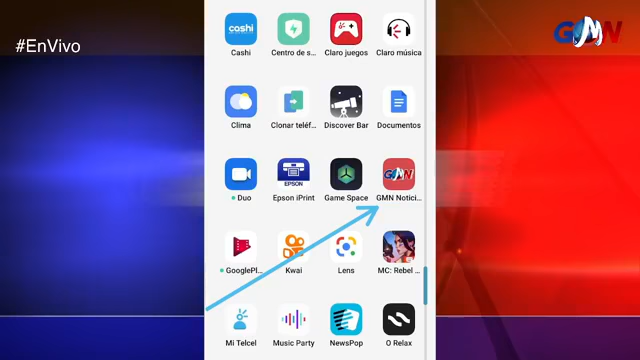 #EnVivo
GMN
cashi
Cashi
Centro de s...
Claro juegos
Claro música
Clima
Clonar teléf...
Discover Bar
Documentos
EPSON
GMN
Duo
Epson iPrint
Game Space
GMN Notici...
GooglePl...
Kwai
Lens
MC: Rebel ...
Mi Telcel
Music Party
NewsPop
O Relax